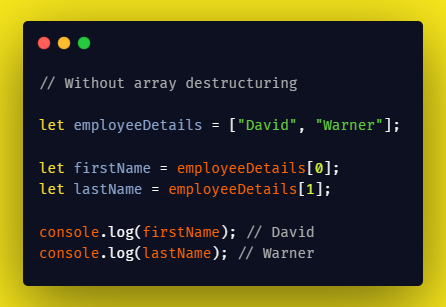 // Without array destructuring
let employeeDetails = ["David", "Warner"];
let firstName = employeeDetails[0];
let lastName = employeeDetails[1];
console.log(firstName); // David
console.log(lastName); // Warner